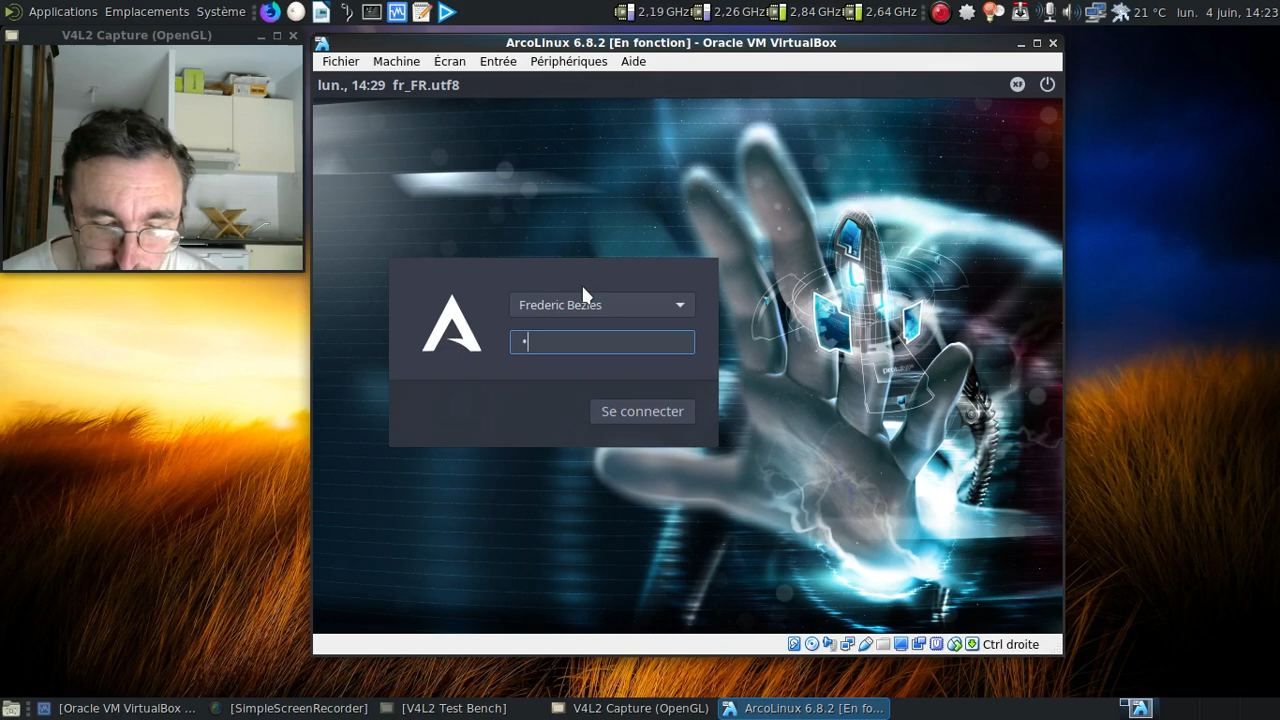 Applications Emplacements Système
2,19 GHz 2,26 GHz 2,84 GHz 2,64 GHz 21 °C lun. 4 juin, 14:23
V4L2 Capture (OpenGL)
ArcoLinux 6.8.2 [En fonction] - Oracle VM VirtualBox
Fichier Machine Écran Entrée Périphériques Aide
lun., 14:29 fr_FR.utf8
Frederic Bezies
Se connecter
Ctrl droite
[Oracle VM VirtualBox ... [SimpleScreenRecorder] [V4L2 Test Bench] V4L2 Capture (OpenGL) ArcoLinux 6.8.2 [En fo...